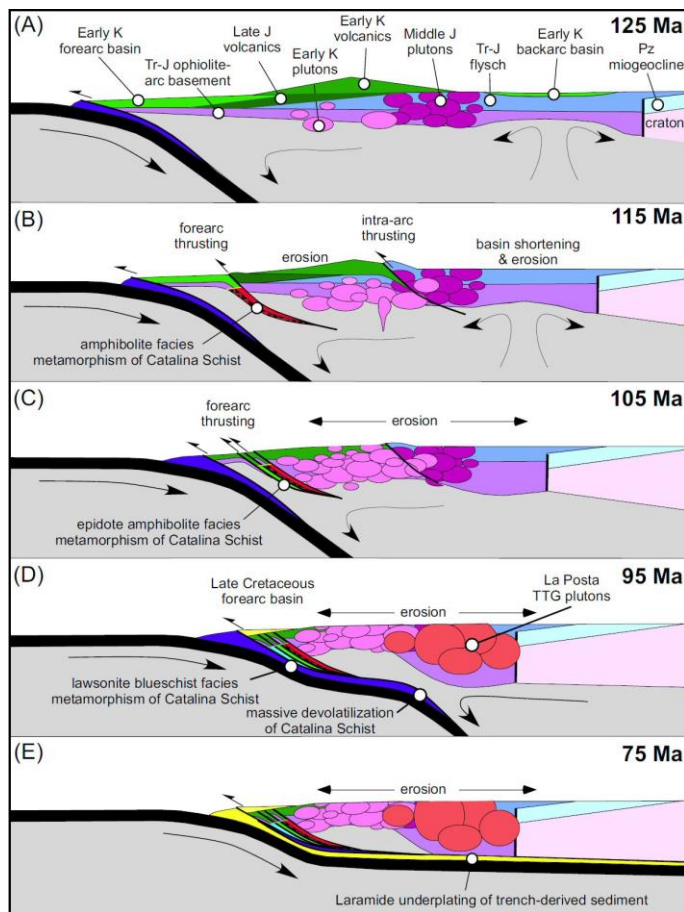 (A)
125 Ma
Early K
forearc basin
Tr-J ophiolite-
arc basement
Late J
volcanics
Early K
plutons
Early K
volcanics
Middle J
plutons
Tr-J
flysch
Early K
backarc basin
Pz
miogeocline
craton
(B)
115 Ma
forearc
thrusting
erosion
intra-arc
thrusting
basin shortening
& erosion
amphibolite facies
metamorphism of Catalina Schist
(C)
105 Ma
forearc
thrusting
erosion
epidote amphibolite facies
metamorphism of Catalina Schist
(D)
95 Ma
Late Cretaceous
forearc basin
erosion
La Posta
TTG plutons
lawsonite blueschist facies
metamorphism of Catalina Schist
massive devolatilization
of Catalina Schist
(E)
75 Ma
erosion
Laramide underplating of trench-derived sediment